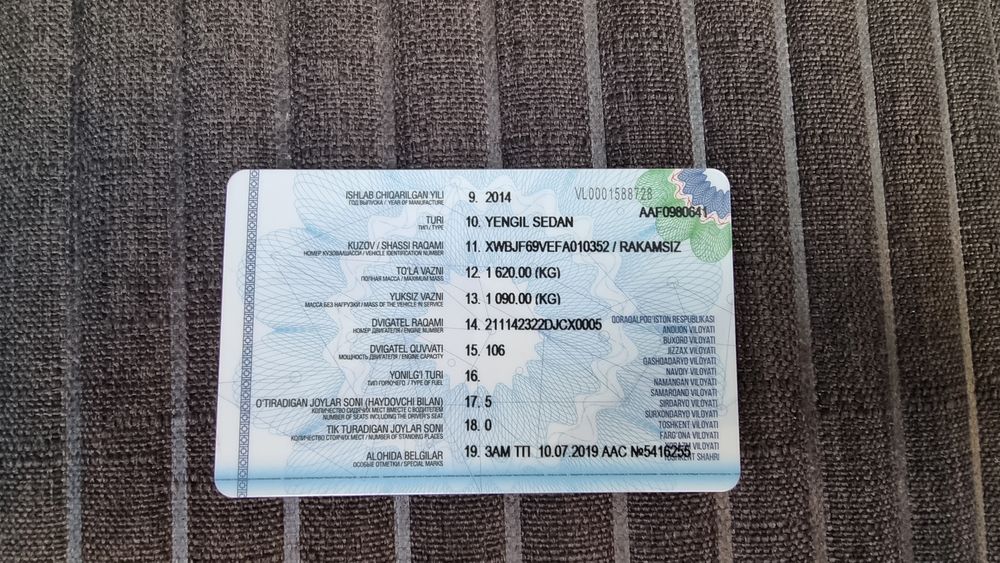 VL0001588728
AAF0980641
ISHLAB CHIQARILGAN YILI 9. 2014
ГОД ВЫПУСКА / YEAR OF MANUFACTURE
TURI 10. YENGIL SEDAN
ТИП / TYPE
KUZOV / SHASSI RAQAMI 11. XWBJF69VEFA010352 / RAKAMSIZ
НОМЕР КУЗОВА/ШАССИ / VEHICLE IDENTIFICATION NUMBER
TO'LA VAZNI 12. 1 620.00 (KG)
ПОЛНАЯ МАССА / MAXIMUM MASS
YUKSIZ VAZNI 13. 1 090.00 (KG)
МАССА БЕЗ НАГРУЗКИ / MASS OF THE VEHICLE IN SERVICE
DVIGATEL RAQAMI 14. 211142322DJCX0005
НОМЕР ДВИГАТЕЛЯ / ENGINE NUMBER
DVIGATEL QUVVATI 15. 106
МОЩНОСТЬ ДВИГАТЕЛЯ / ENGINE CAPACITY
YONILG'I TURI 16.
ТИП ГОРЮЧЕГО / TYPE OF FUEL
O'TIRADIGAN JOYLAR SONI (HAYDOVCHI BILAN) 17. 5
КОЛИЧЕСТВО СИДЯЧИХ МЕСТ ВМЕСТЕ С ВОДИТЕЛЕМ
NUMBER OF SEATS INCLUDING THE DRIVER'S SEAT
TIK TURADIGAN JOYLAR SONI 18. 0
КОЛИЧЕСТВО СТОЯЧИХ МЕСТ / NUMBER OF STANDING PLACES
ALOHIDA BELGILAR 19. ЗАМ ТП 10.07.2019 ААС №5416255
ОСОБЫЕ ОТМЕТКИ / SPECIAL MARKS
QORAQALPOG'ISTON RESPUBLIKASI
ANDIJON VILOYATI
BUXORO VILOYATI
JIZZAX VILOYATI
QASHQADARYO VILOYATI
NAVOIY VILOYATI
NAMANGAN VILOYATI
SAMARQAND VILOYATI
SIRDARYO VILOYATI
SURXONDARYO VILOYATI
TOSHKENT VILOYATI
FARG'ONA VILOYATI
XORAZM VILOYATI
TOSHKENT SHAHRI